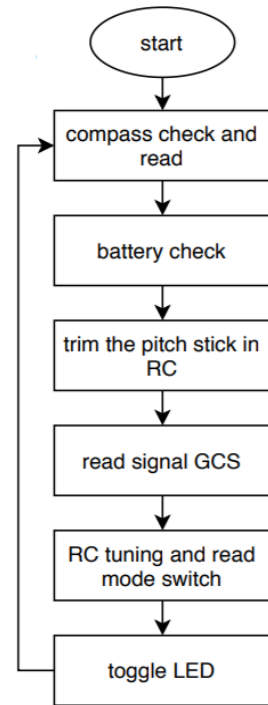 start
compass check and
read
battery check
trim the pitch stick in
RC
read signal GCS
RC tuning and read
mode switch
toggle LED